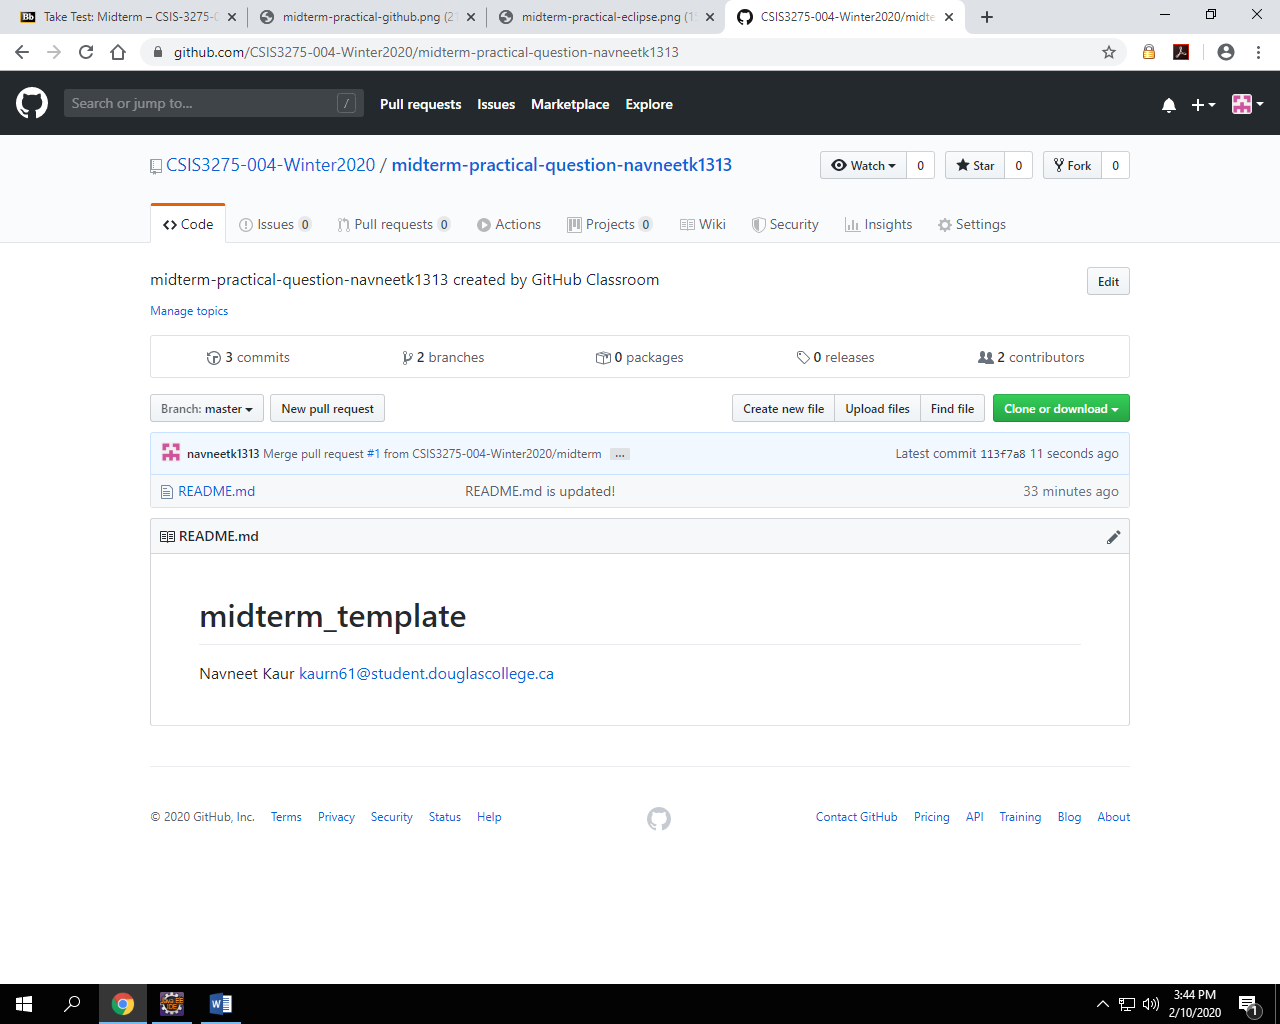 Bb Take Test: Midterm – CSIS-3275-0
midterm-practical-github.png (21
midterm-practical-eclipse.png (15
CSIS3275-004-Winter2020/midte
github.com/CSIS3275-004-Winter2020/midterm-practical-question-navneetk1313
Search or jump to... / Pull requests Issues Marketplace Explore
CSIS3275-004-Winter2020 / midterm-practical-question-navneetk1313 Watch 0 Star 0 Fork 0
Code Issues 0 Pull requests 0 Actions Projects 0 Wiki Security Insights Settings
midterm-practical-question-navneetk1313 created by GitHub Classroom Edit
Manage topics
3 commits 2 branches 0 packages 0 releases 2 contributors
Branch: master New pull request Create new file Upload files Find file Clone or download
navneetk1313 Merge pull request #1 from CSIS3275-004-Winter2020/midterm ... Latest commit 113f7a8 11 seconds ago
README.md README.md is updated! 33 minutes ago
README.md
midterm_template
Navneet Kaur kaurn61@student.douglascollege.ca
© 2020 GitHub, Inc. Terms Privacy Security Status Help Contact GitHub Pricing API Training Blog About
3:44 PM
2/10/2020
1